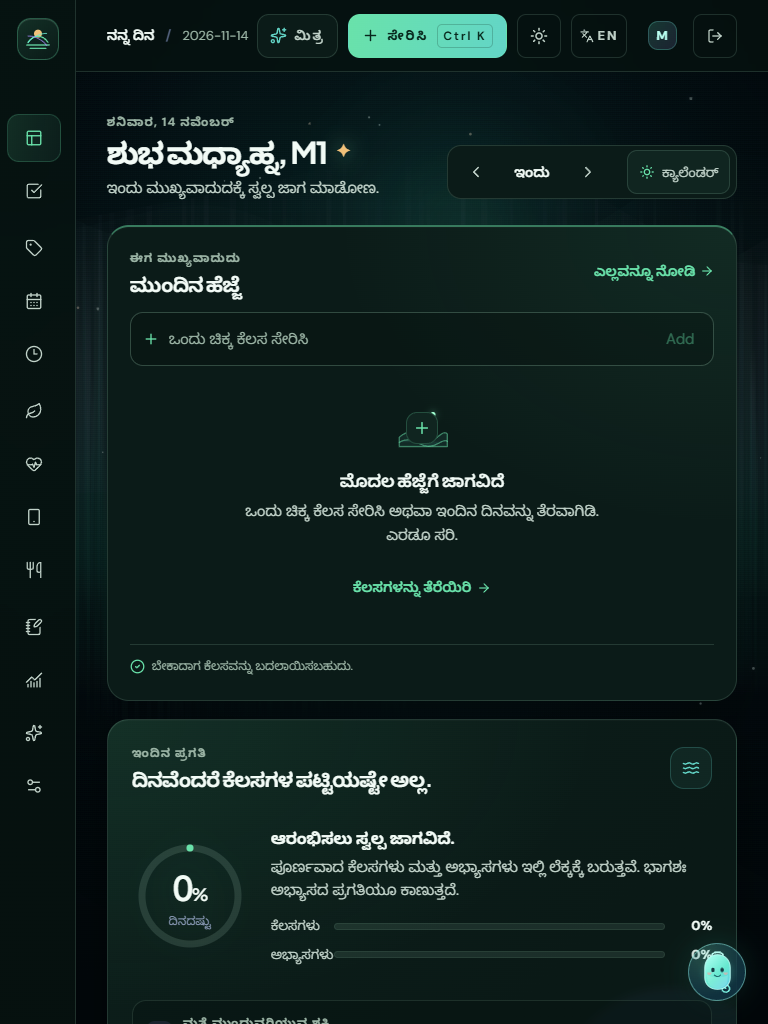 ನನ್ನ ದಿನ / 2026-11-14 ಮಿತ್ರ + ಸೇರಿಸಿ Ctrl K EN M
ಶನಿವಾರ, 14 ನವೆಂಬರ್
ಶುಭ ಮಧ್ಯಾಹ್ನ, M1
ಇಂದು ಮುಖ್ಯವಾದುದಕ್ಕೆ ಸ್ವಲ್ಪ ಜಾಗ ಮಾಡೋಣ.
ಇಂದು ಕ್ಯಾಲೆಂಡರ್
ಈಗ ಮುಖ್ಯವಾದುದು
ಮುಂದಿನ ಹೆಜ್ಜೆ
ಎಲ್ಲವನ್ನೂ ನೋಡಿ →
+ ಒಂದು ಚಿಕ್ಕ ಕೆಲಸ ಸೇರಿಸಿ Add
ಮೊದಲ ಹೆಜ್ಜೆಗೆ ಜಾಗವಿದೆ
ಒಂದು ಚಿಕ್ಕ ಕೆಲಸ ಸೇರಿಸಿ ಅಥವಾ ಇಂದಿನ ದಿನವನ್ನು ತೆರವಾಗಿಡಿ.
ಎರಡೂ ಸರಿ.
ಕೆಲಸಗಳನ್ನು ತೆರೆಯಿರಿ →
ಬೇಕಾದಾಗ ಕೆಲಸವನ್ನು ಬದಲಾಯಿಸಬಹುದು.
ಇಂದಿನ ಪ್ರಗತಿ
ದಿನವೆಂದರೆ ಕೆಲಸಗಳ ಪಟ್ಟಿಯಷ್ಟೇ ಅಲ್ಲ.
0%
ದಿನದಷ್ಟು
ಆರಂಭಿಸಲು ಸ್ವಲ್ಪ ಜಾಗವಿದೆ.
ಪೂರ್ಣವಾದ ಕೆಲಸಗಳು ಮತ್ತು ಅಭ್ಯಾಸಗಳು ಇಲ್ಲಿ ಲೆಕ್ಕಕ್ಕೆ ಬರುತ್ತವೆ. ಭಾಗಶಃ
ಅಭ್ಯಾಸದ ಪ್ರಗತಿಯೂ ಕಾಣುತ್ತದೆ.
ಕೆಲಸಗಳು 0%
ಅಭ್ಯಾಸಗಳು 0%